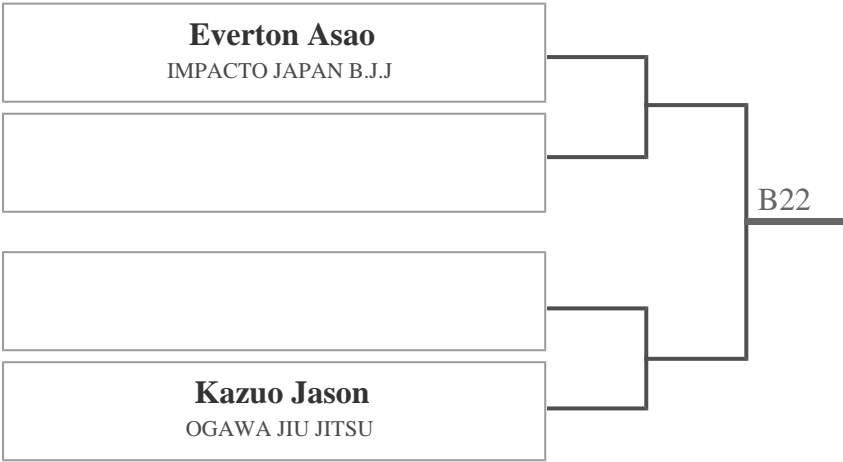 Everton Asao
IMPACTO JAPAN B.J.J
B22
Kazuo Jason
OGAWA JIU JITSU